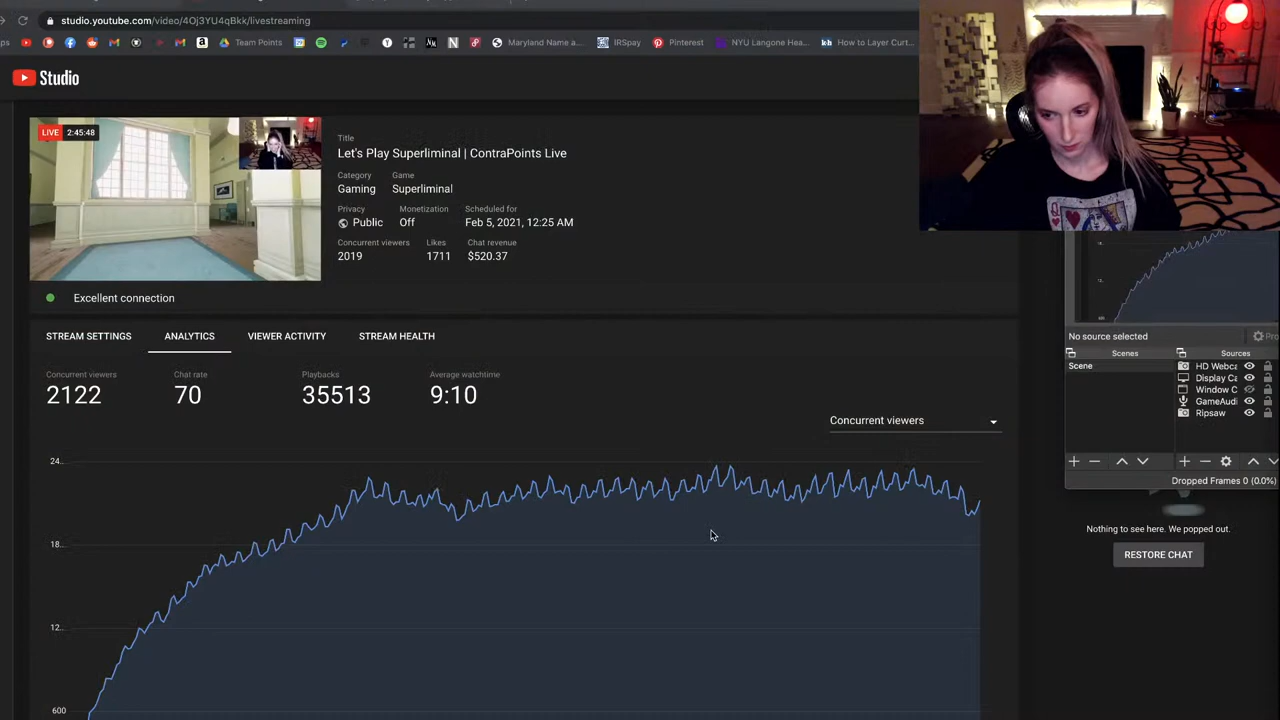 studio.youtube.com/video/4Oj3YU4qBkk/livestreaming
ps
Team Points
Maryland Name a...
IRSpay
Pinterest
NYU Langone Hea...
How to Layer Curt...
Studio
LIVE 2:45:48
Title
Let's Play Superliminal | ContraPoints Live
Category Game
Gaming Superliminal
Privacy Monetization Scheduled for
Public Off Feb 5, 2021, 12:25 AM
Concurrent viewers Likes Chat revenue
2019 1711 $520.37
Excellent connection
STREAM SETTINGS ANALYTICS VIEWER ACTIVITY STREAM HEALTH
Concurrent viewers Chat rate Playbacks Average watchtime
2122 70 35513 9:10
Concurrent viewers
24..
18..
12..
600
No source selected
Pro
Scenes Sources
Scene
HD Webca
Display Ca
Window C
GameAudi
Ripsaw
Dropped Frames 0 (0.0%)
Nothing to see here. We popped out.
RESTORE CHAT